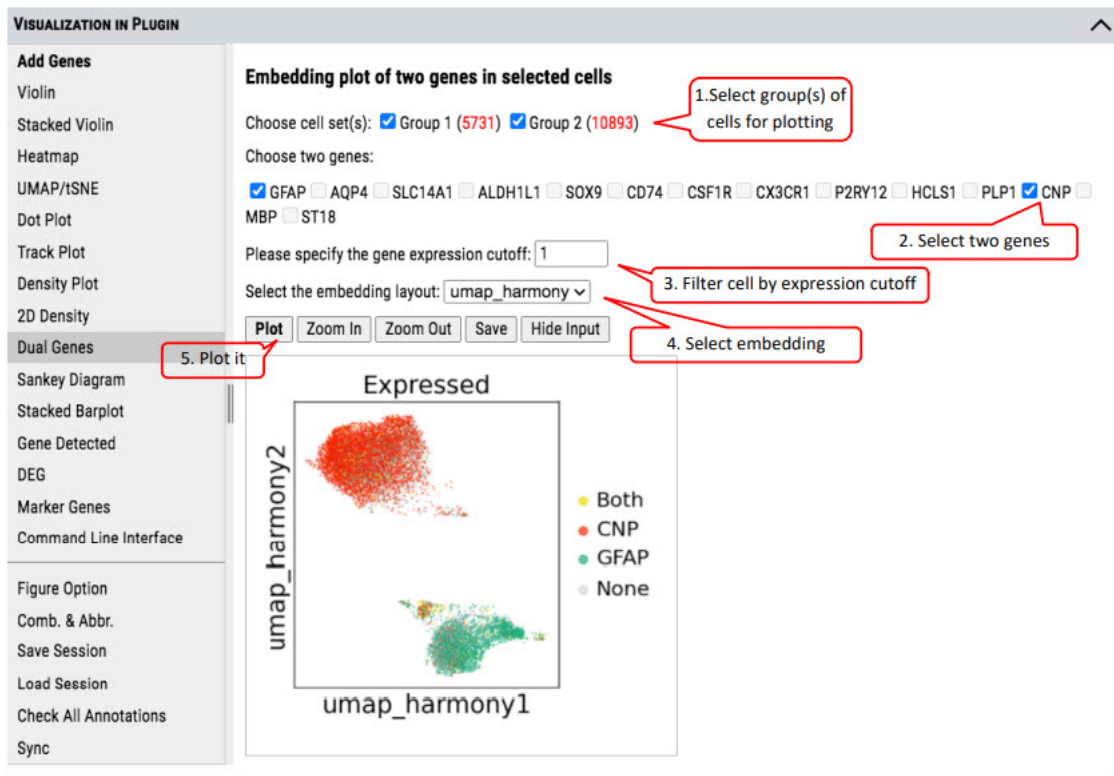 VISUALIZATION IN PLUGIN
Add Genes
Violin
Stacked Violin
Heatmap
UMAP/tSNE
Dot Plot
Track Plot
Density Plot
2D Density
Dual Genes
Sankey Diagram
Stacked Barplot
Gene Detected
DEG
Marker Genes
Command Line Interface
Figure Option
Comb. & Abbr.
Save Session
Load Session
Check All Annotations
Sync
Embedding plot of two genes in selected cells
1.Select group(s) of
cells for plotting
Choose cell set(s): Group 1 (5731) Group 2 (10893)
Choose two genes:
GFAP AQP4 SLC14A1 ALDH1L1 SOX9 CD74 CSF1R CX3CR1 P2RY12 HCLS1 PLP1 CNP
MBP ST18
2. Select two genes
Please specify the gene expression cutoff: 1
3. Filter cell by expression cutoff
Select the embedding layout: umap_harmony
4. Select embedding
Plot Zoom In Zoom Out Save Hide Input
5. Plot it
Expressed
umap_harmony2
Both
CNP
GFAP
None
umap_harmony1